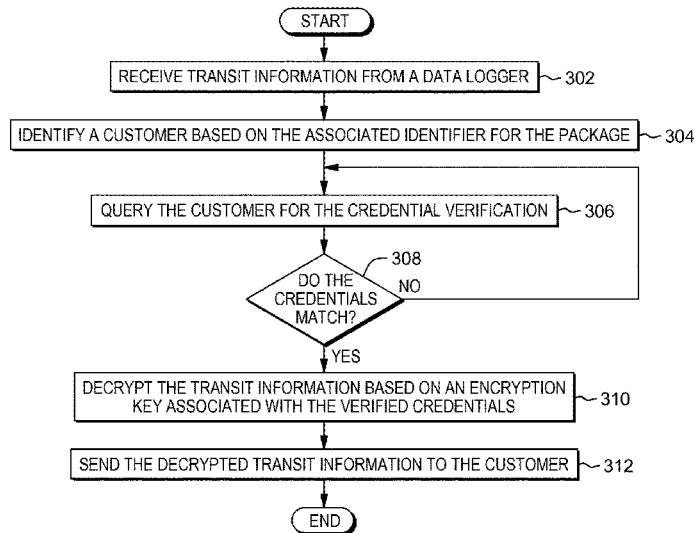 START
RECEIVE TRANSIT INFORMATION FROM A DATA LOGGER
302
IDENTIFY A CUSTOMER BASED ON THE ASSOCIATED IDENTIFIER FOR THE PACKAGE
304
QUERY THE CUSTOMER FOR THE CREDENTIAL VERIFICATION
306
308
DO THE
CREDENTIALS
MATCH?
NO
YES
DECRYPT THE TRANSIT INFORMATION BASED ON AN ENCRYPTION
KEY ASSOCIATED WITH THE VERIFIED CREDENTIALS
310
SEND THE DECRYPTED TRANSIT INFORMATION TO THE CUSTOMER
312
END